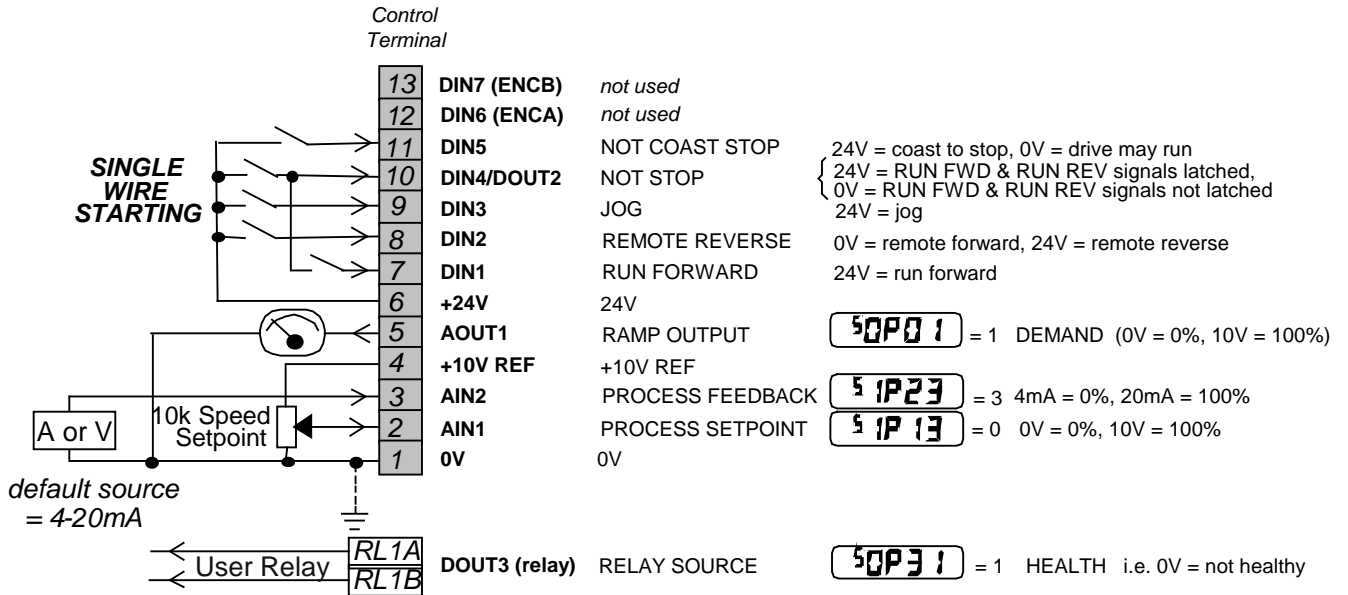 Control
Terminal
13 DIN7 (ENCB) not used
12 DIN6 (ENCA) not used
11 DIN5 NOT COAST STOP 24V = coast to stop, 0V = drive may run
10 DIN4/DOUT2 NOT STOP 24V = RUN FWD & RUN REV signals latched,
0V = RUN FWD & RUN REV signals not latched
SINGLE
WIRE
STARTING
9 DIN3 JOG 24V = jog
8 DIN2 REMOTE REVERSE 0V = remote forward, 24V = remote reverse
7 DIN1 RUN FORWARD 24V = run forward
6 +24V 24V
5 AOUT1 RAMP OUTPUT SOP01 = 1 DEMAND (0V = 0%, 10V = 100%)
4 +10V REF +10V REF
3 AIN2 PROCESS FEEDBACK SIP23 = 3 4mA = 0%, 20mA = 100%
A or V 10k Speed
Setpoint
2 AIN1 PROCESS SETPOINT SIP13 = 0 0V = 0%, 10V = 100%
1 0V 0V
default source
= 4-20mA
User Relay RL1A
RL1B
DOUT3 (relay) RELAY SOURCE SOP31 = 1 HEALTH i.e. 0V = not healthy